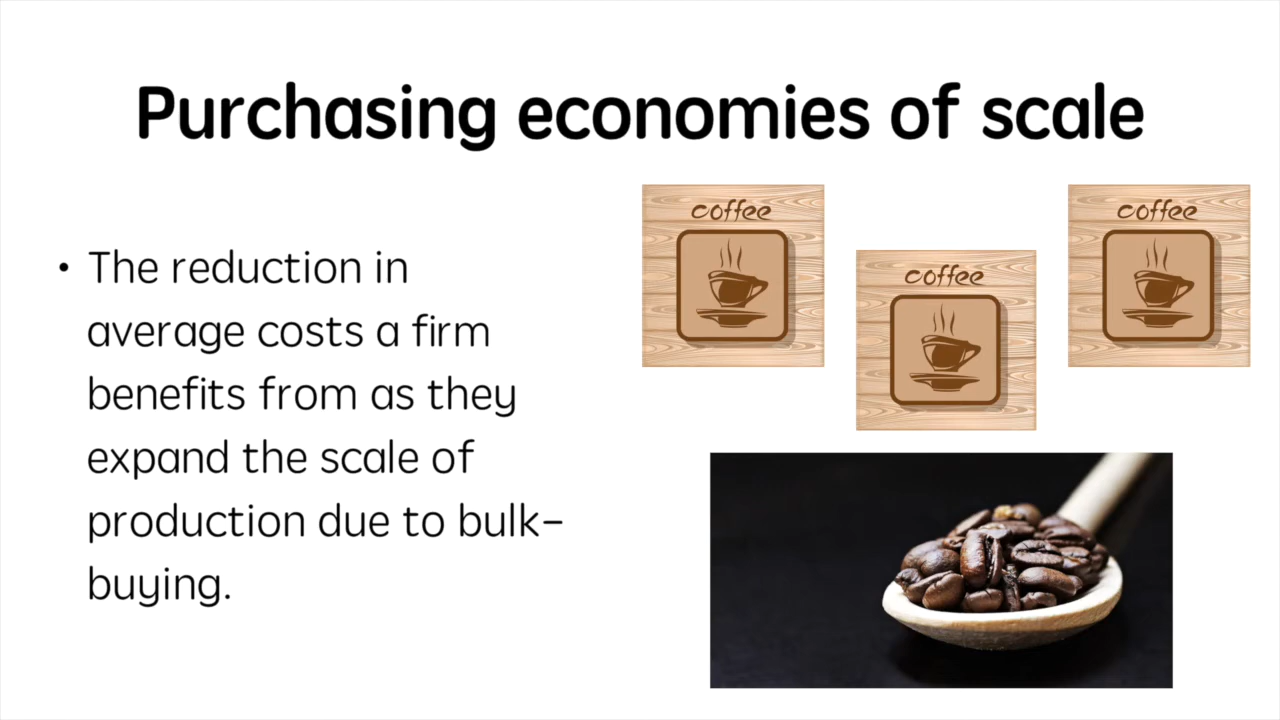 Purchasing economies of scale
• The reduction in
average costs a firm
benefits from as they
expand the scale of
production due to bulk-
buying.
coffee
coffee
coffee